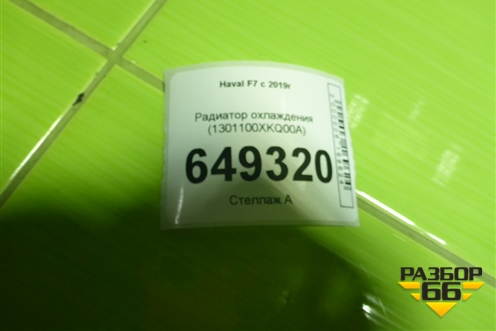 Haval F7 с 2019г
Радиатор охлаждения
(1301100XKQ00A)
649320
Стеллаж А
РАЗБОР
66